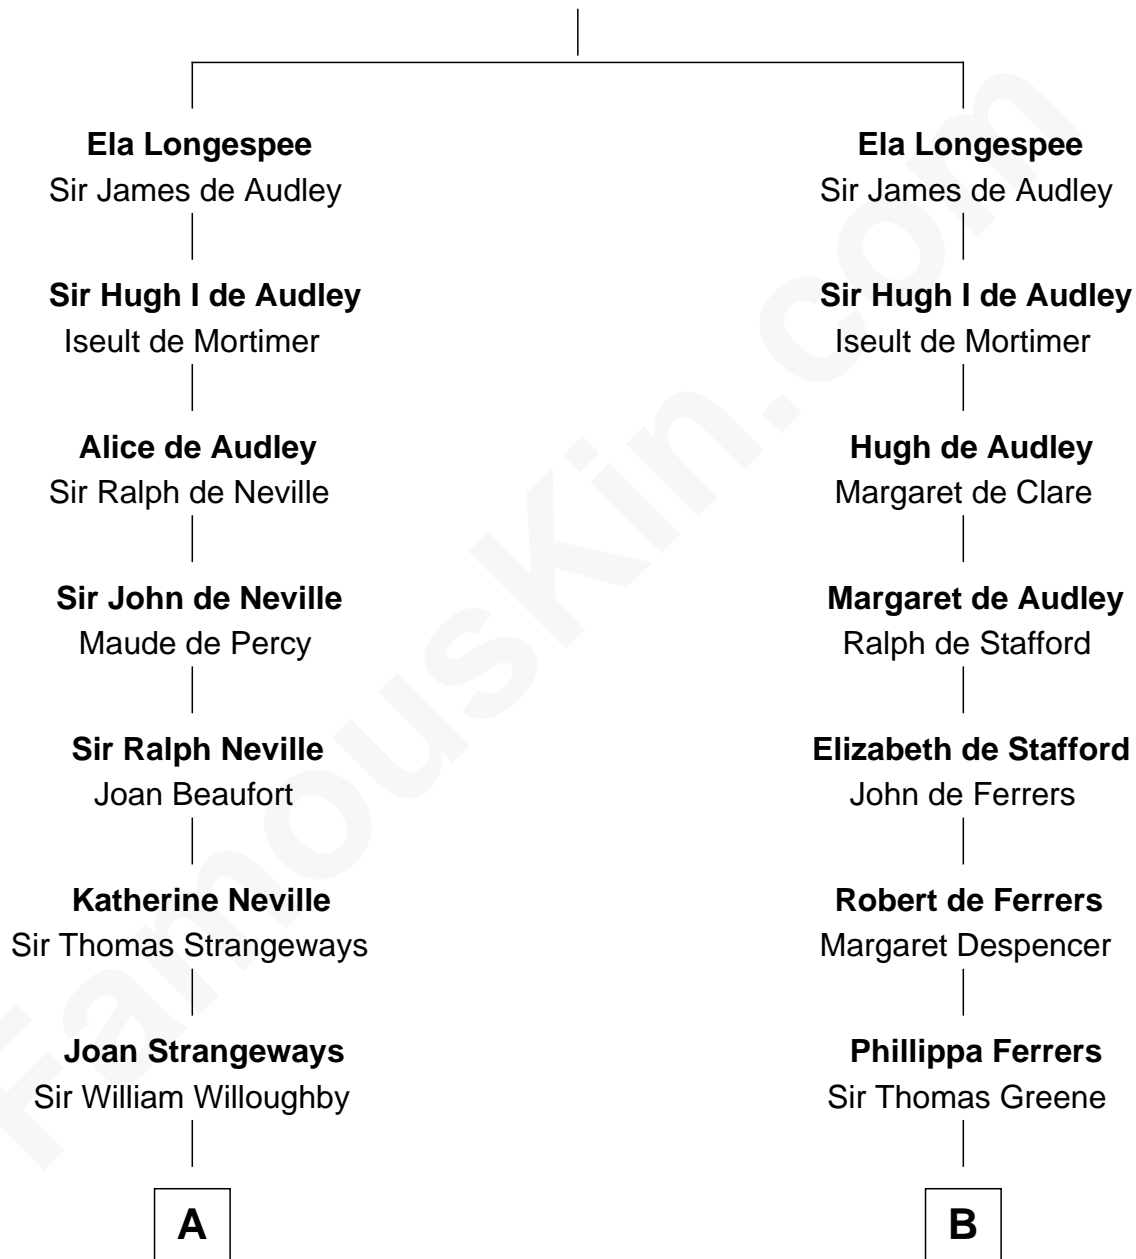 Ela Longespee
Sir James de Audley
Sir Hugh I de Audley
Iseult de Mortimer
Alice de Audley
Sir Ralph de Neville
Sir John de Neville
Maude de Percy
Sir Ralph Neville
Joan Beaufort
Katherine Neville
Sir Thomas Strangeways
Joan Strangeways
Sir William Willoughby
A
Ela Longespee
Sir James de Audley
Sir Hugh I de Audley
Iseult de Mortimer
Hugh de Audley
Margaret de Clare
Margaret de Audley
Ralph de Stafford
Elizabeth de Stafford
John de Ferrers
Robert de Ferrers
Margaret Despencer
Phillippa Ferrers
Sir Thomas Greene
B
FamousKin.com